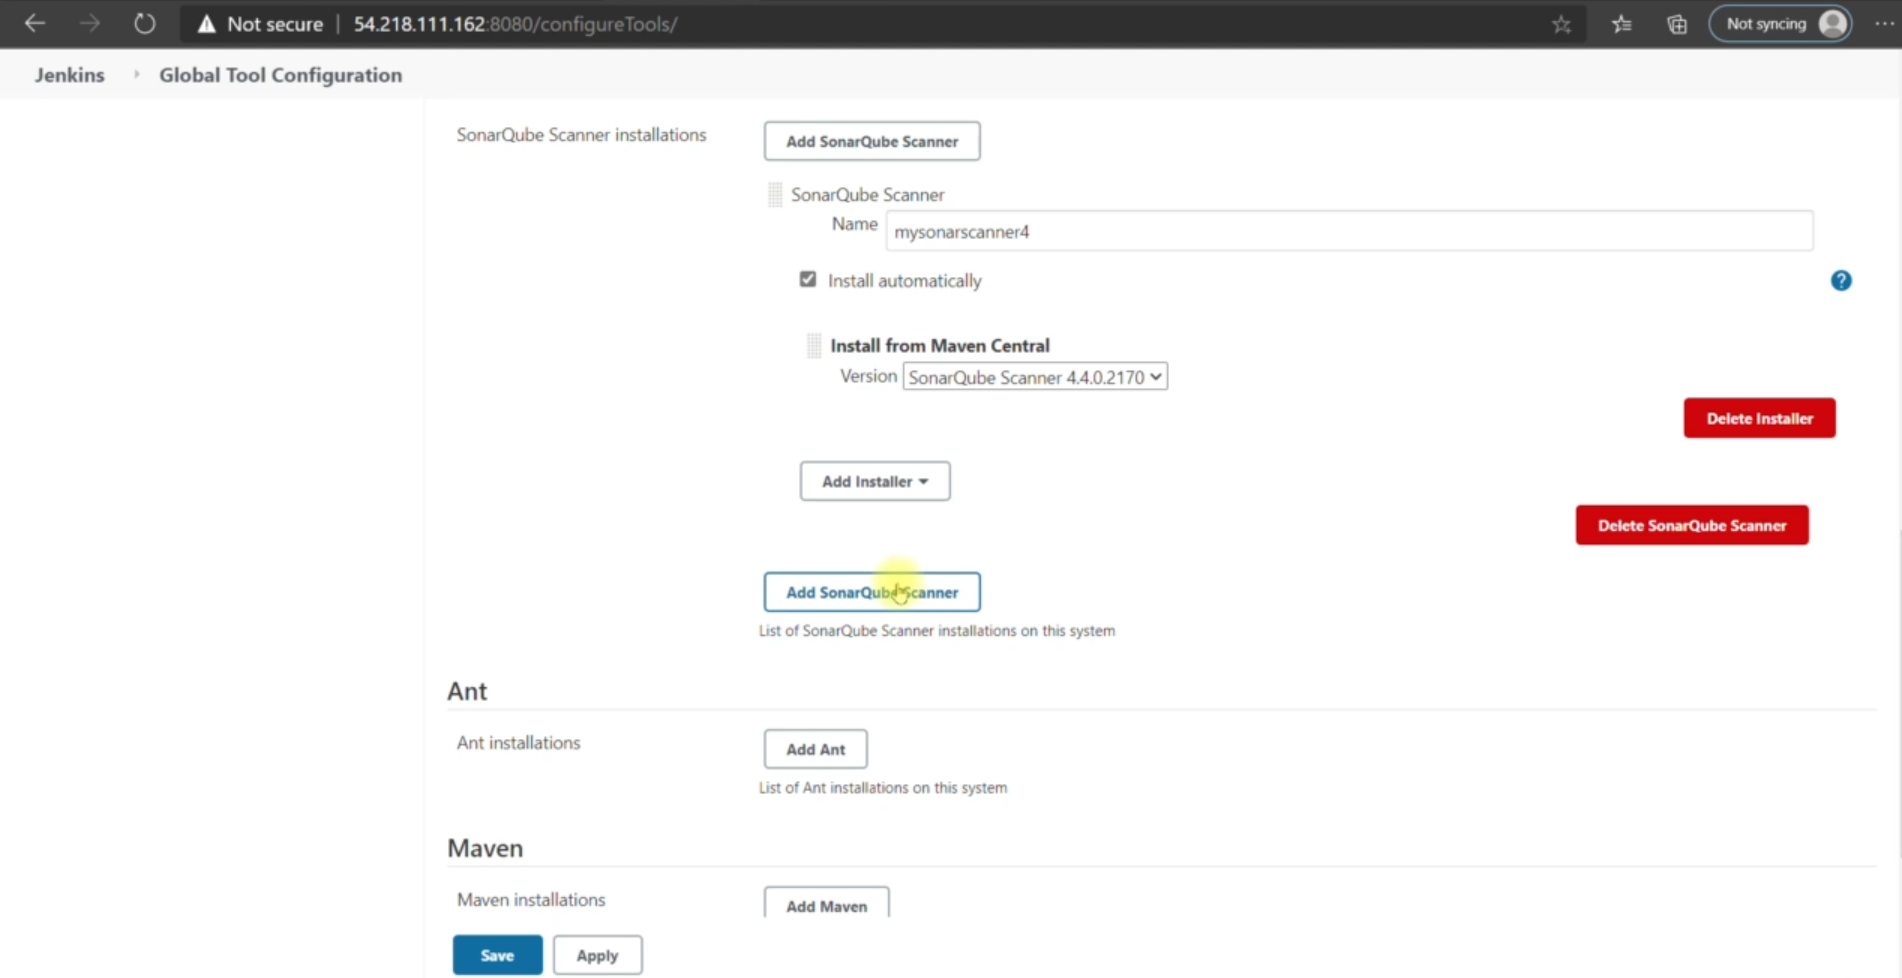 Not secure | 54.218.111.162:8080/configureTools/
Not syncing
Jenkins
Global Tool Configuration
SonarQube Scanner installations
Add SonarQube Scanner
SonarQube Scanner
Name
mysonarscanner4
Install automatically
?
Install from Maven Central
Version
SonarQube Scanner 4.4.0.2170
Delete Installer
Add Installer
Delete SonarQube Scanner
Add SonarQube Scanner
List of SonarQube Scanner installations on this system
Ant
Ant installations
Add Ant
List of Ant installations on this system
Maven
Maven installations
Add Maven
Save
Apply